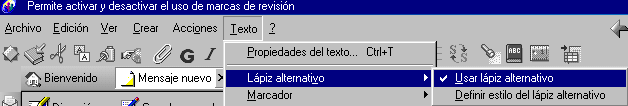 Permite activar y desactivar el uso de marcas de revisión
Archivo Edición Ver Crear Acciones Texto ?
Propiedades del texto... Ctrl+T
ABC
Bienvenido Mensaje nuevo Lápiz alternativo Usar lápiz alternativo
Marcador Definir estilo del lápiz alternativo